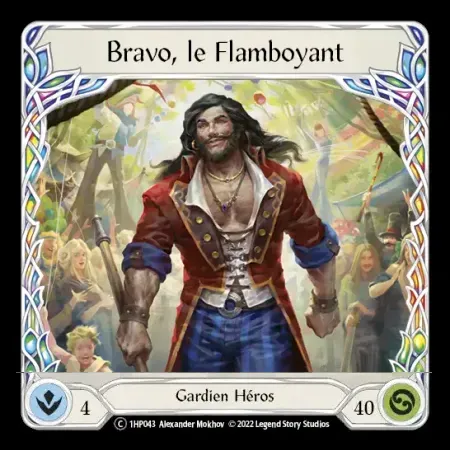 Bravo, le Flamboyant
Gardien Héros
4
40
C 1HP043 Alexander Mokhov © 2022 Legend Story Studios